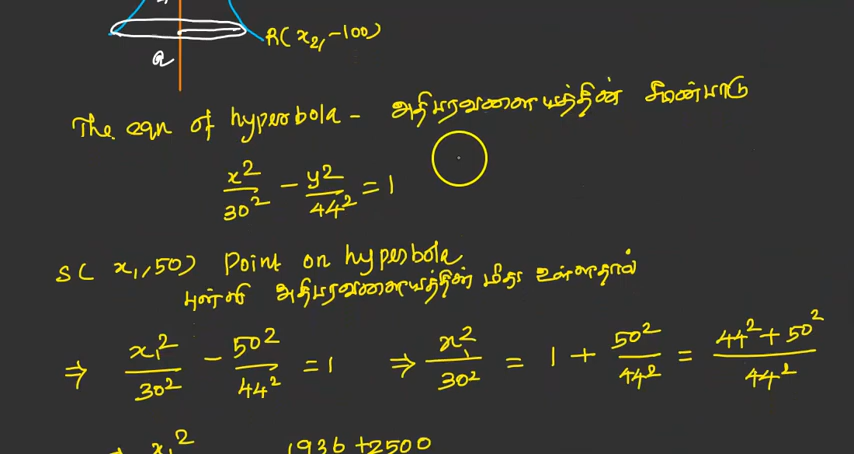 R(x₂, -100)
a
The eqn of hyperbola - அதிபரவளையத்தின் சமன்பாடு
x²/30² - y²/44² = 1
S( x₁, 50) Point on hyperbola
புள்ளி அதிபரவளையத்தின் மீது உள்ளதால்
⇒ x₁²/30² - 50²/44² = 1 ⇒ x₁²/30² = 1 + 50²/44² = (44² + 50²)/44²
x₁² 1936 + 2500